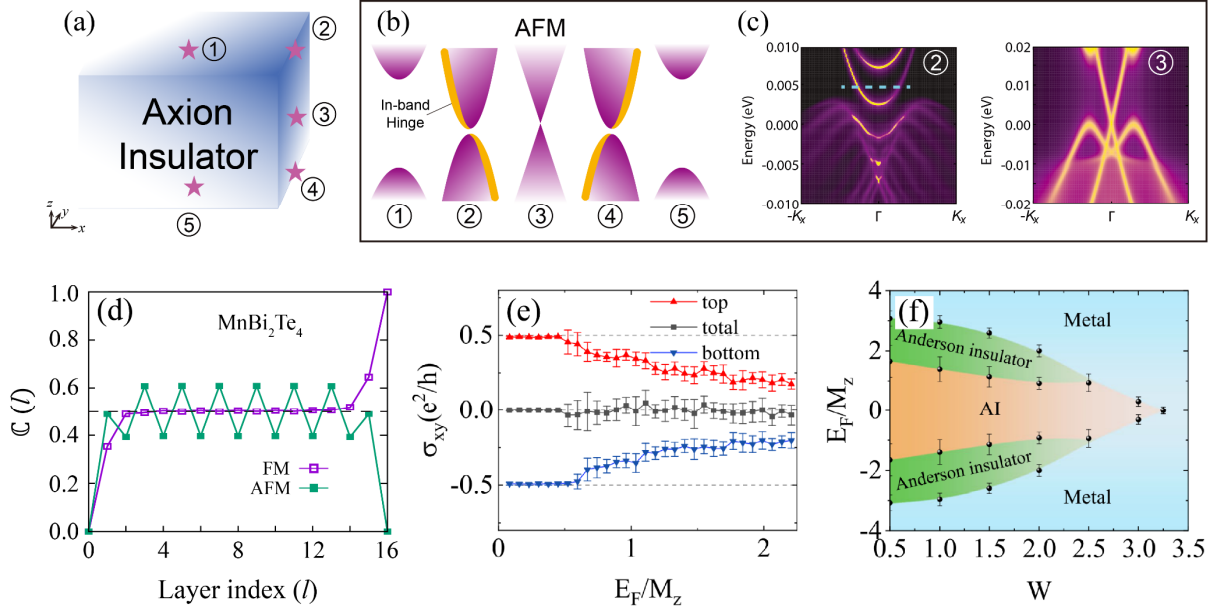 (a)
①
②
Axion
Insulator
③
④
⑤
z
y
x
(b)
AFM
In-band
Hinge
① ② ③ ④ ⑤
(c)
②
Energy (eV)
0.010
0.005
0.000
-0.005
-0.010
-Kx Γ Kx
③
Energy (eV)
0.02
0.01
0.00
-0.01
-0.02
-Kx Γ Kx
(d)
MnBi₂Te₄
ℂ (l)
1.0
0.8
0.6
0.4
0.2
0.0
FM
AFM
0 4 8 12 16
Layer index (l)
(e)
top
total
bottom
σxy(e²/h)
0.5
0.0
-0.5
0 1 2
E_F/M_z
(f)
Metal
Anderson insulator
AI
Anderson insulator
Metal
E_F/M_z
4
2
0
-2
-4
0.5 1.0 1.5 2.0 2.5 3.0 3.5
W